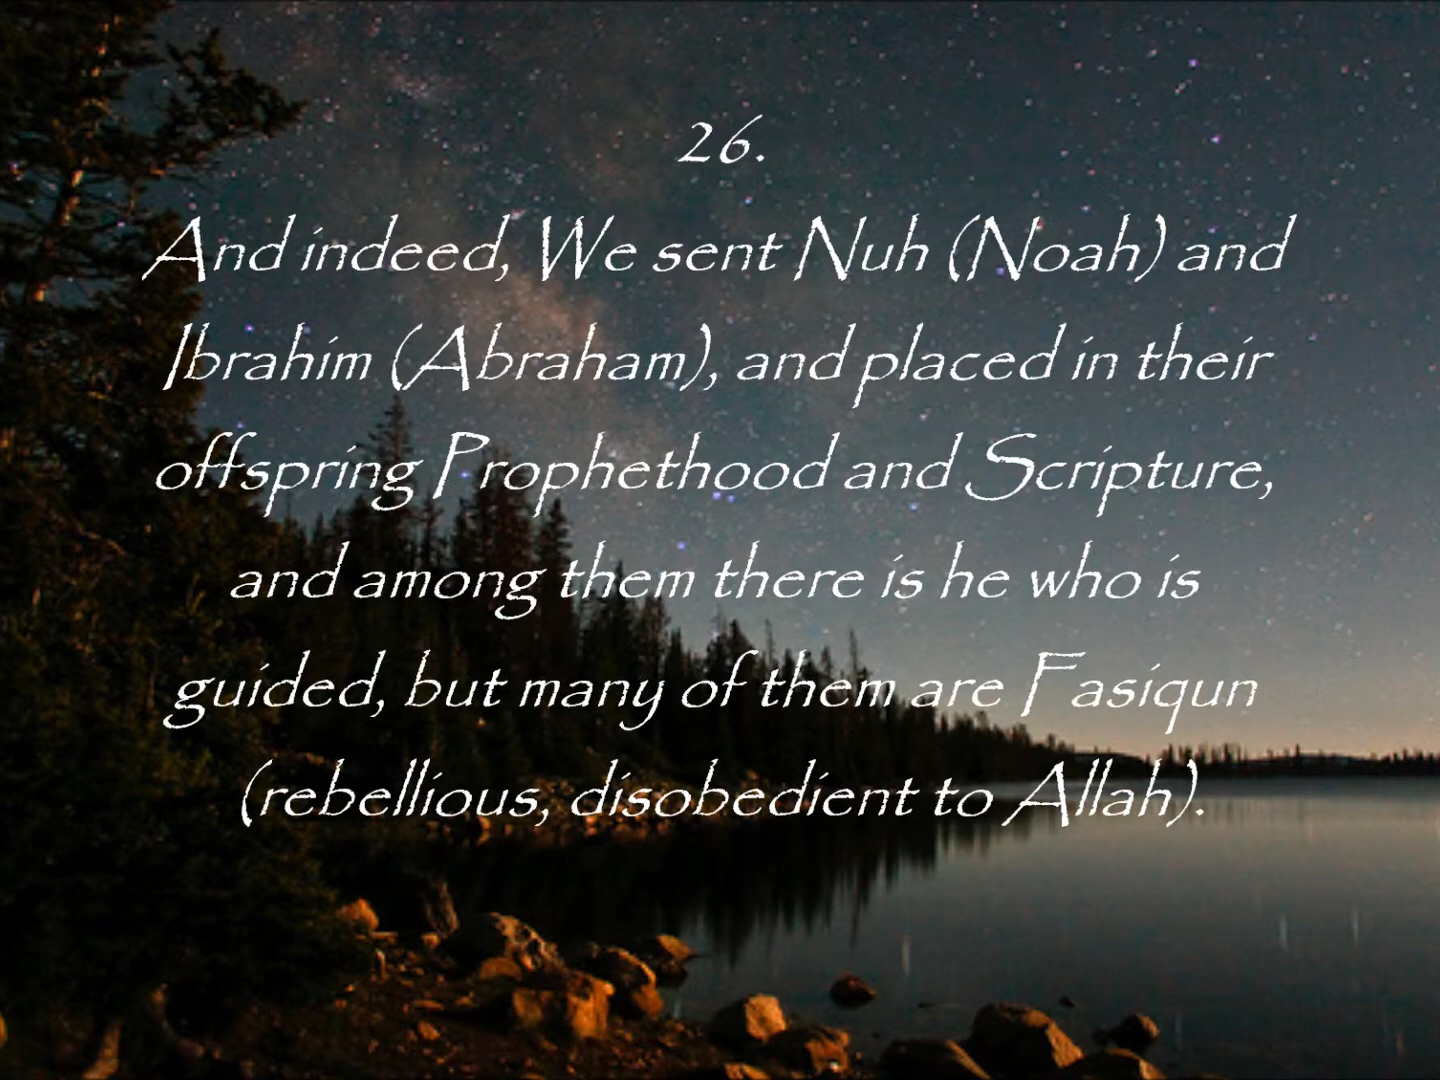 26.
And indeed, We sent Nuh (Noah) and
Ibrahim (Abraham), and placed in their
offspring Prophethood and Scripture,
and among them there is he who is
guided, but many of them are Fasiqun
(rebellious, disobedient to Allah).